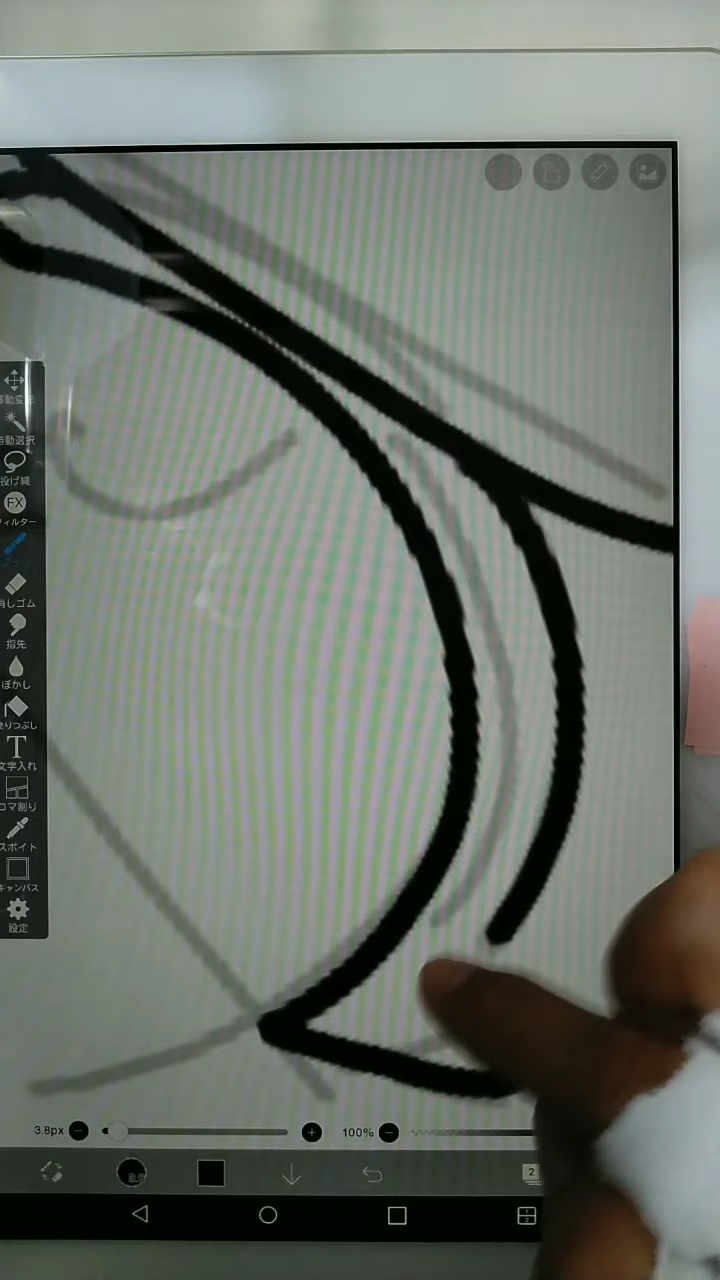 移動変形
自動選択
投げ縄
FX
フィルター
消しゴム
指先
ぼかし
塗りつぶし
T
文字入れ
コマ割り
スポイト
キャンバス
設定
3.8px
100%
2